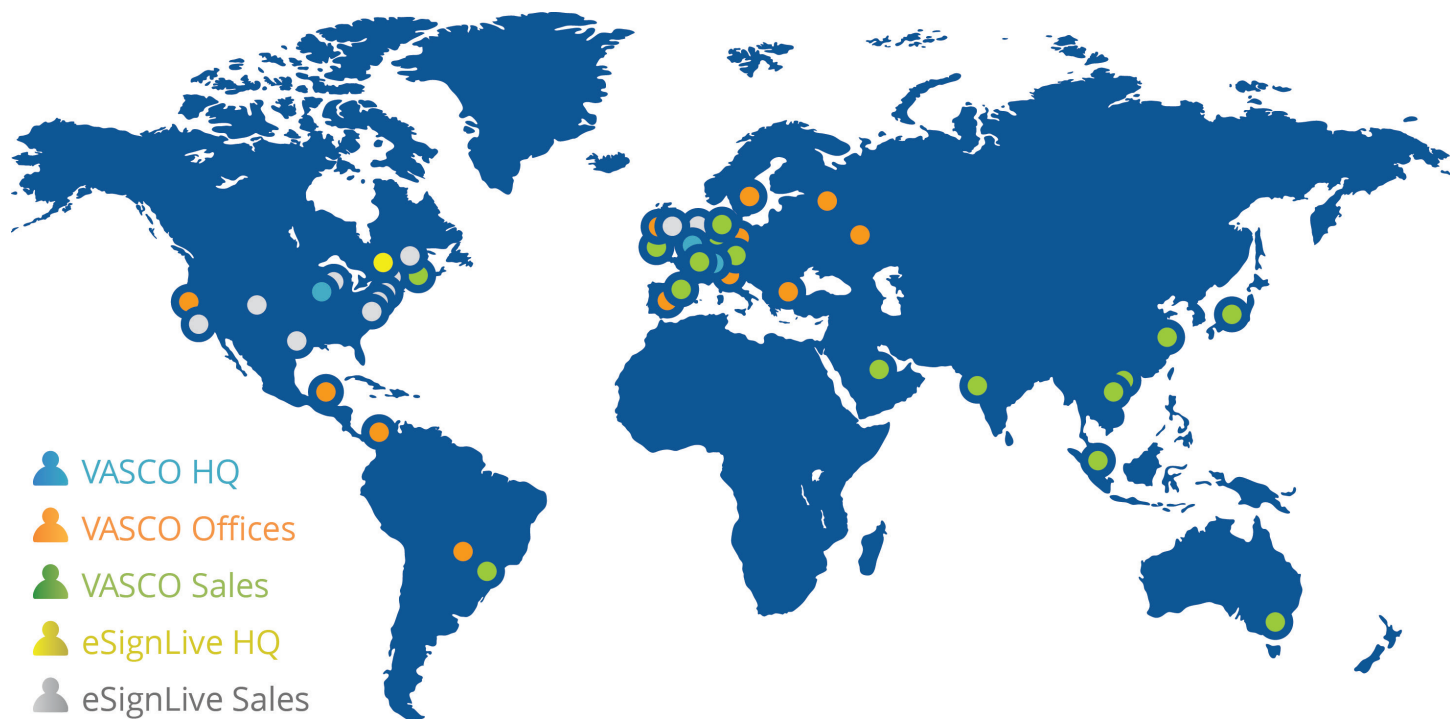 VASCO HQ
VASCO Offices
VASCO Sales
eSignLive HQ
eSignLive Sales